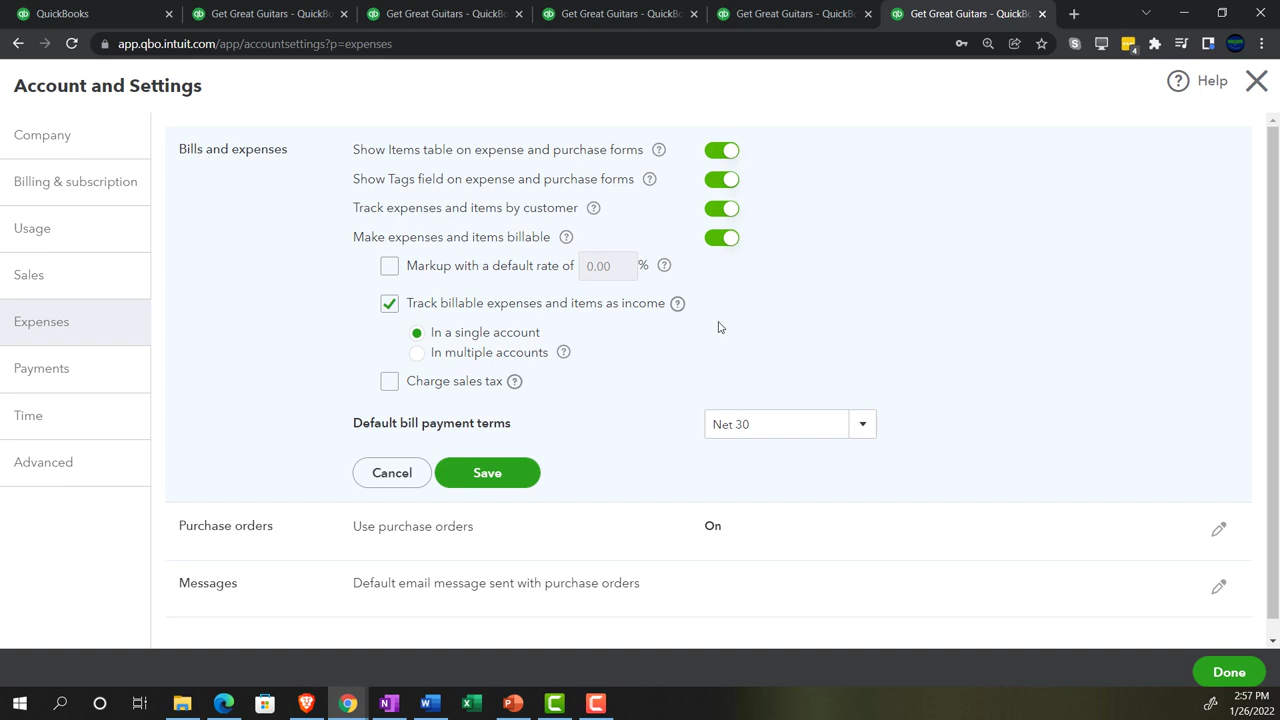 QuickBooks
Get Great Guitars - QuickBo
Get Great Guitars - QuickBo
Get Great Guitars - QuickBo
Get Great Guitars - QuickBo
Get Great Guitars - QuickBo
app.qbo.intuit.com/app/accountsettings?p=expenses
4
Account and Settings
? Help
Company
Billing & subscription
Usage
Sales
Expenses
Payments
Time
Advanced
Bills and expenses
Show Items table on expense and purchase forms ?
Show Tags field on expense and purchase forms ?
Track expenses and items by customer ?
Make expenses and items billable ?
Markup with a default rate of 0.00 % ?
Track billable expenses and items as income ?
In a single account
In multiple accounts ?
Charge sales tax ?
Default bill payment terms Net 30
Cancel Save
Purchase orders Use purchase orders On
Messages Default email message sent with purchase orders
Done
2:57 PM
1/26/2022